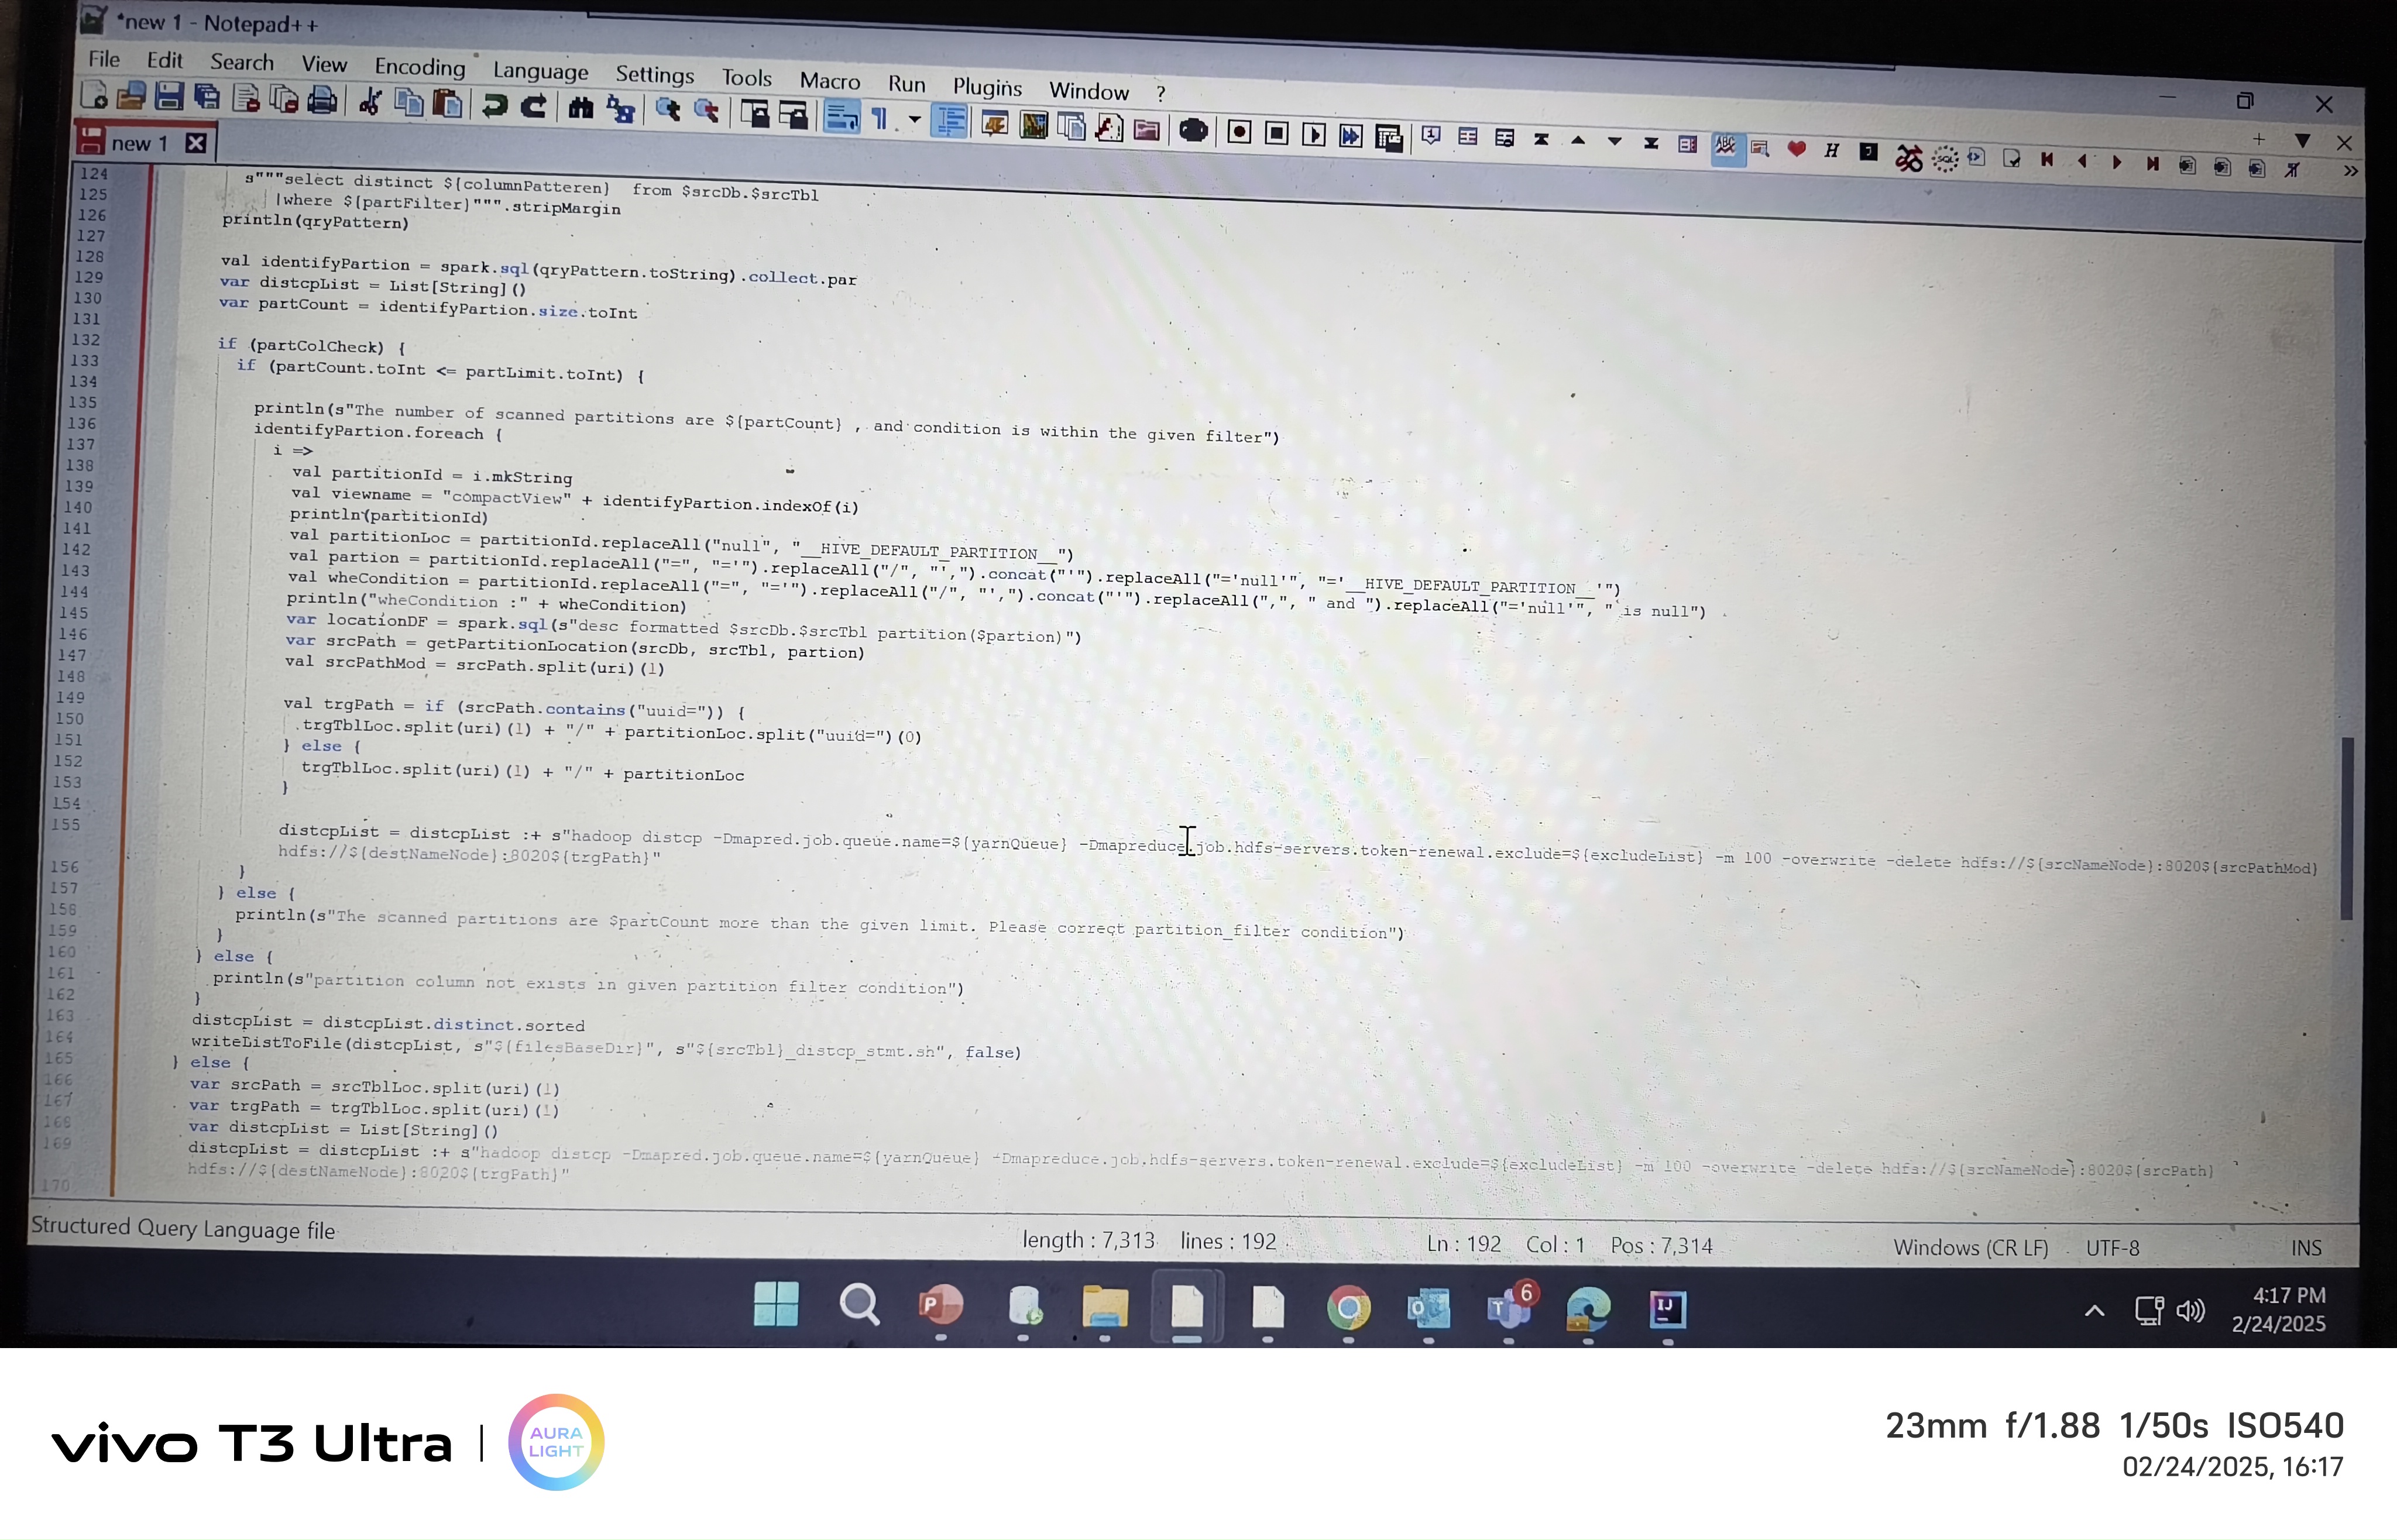 *new 1 - Notepad++
File Edit Search View Encoding Language Settings Tools Macro Run Plugins Window ?
new 1
124 s"""select distinct ${columnPatteren}  from $srcDb.$srcTbl
125 |where ${partFilter}""".stripMargin
126 println(qryPattern)
127
128 val identifyPartion = spark.sql(qryPattern.toString).collect.par
129 var distcpList = List[String]()
130 var partCount = identifyPartion.size.toInt
131
132 if (partColCheck) {
133 if (partCount.toInt <= partLimit.toInt) {
134
135 println(s"The number of scanned partitions are ${partCount} , and condition is within the given filter")
136 identifyPartion.foreach {
137 i =>
138 val partitionId = i.mkString
139 val viewname = "compactView" + identifyPartion.indexOf(i)
140 println(partitionId)
141 val partitionLoc = partitionId.replaceAll("null", "__HIVE_DEFAULT_PARTITION__")
142 val partion = partitionId.replaceAll("=", "='").replaceAll("/", "',").concat("'").replaceAll("='null'", "='__HIVE_DEFAULT_PARTITION__'")
143 val wheCondition = partitionId.replaceAll("=", "='").replaceAll("/", "',").concat("'").replaceAll(",", " and ").replaceAll("='null'", " is null")
144 println("wheCondition :" + wheCondition)
145 var locationDF = spark.sql(s"desc formatted $srcDb.$srcTbl partition($partion)")
146 var srcPath = getPartitionLocation(srcDb, srcTbl, partion)
147 val srcPathMod = srcPath.split(uri)(1)
148
149 val trgPath = if (srcPath.contains("uuid=")) {
150 trgTblLoc.split(uri)(1) + "/" + partitionLoc.split("uuid=")(0)
151 } else {
152 trgTblLoc.split(uri)(1) + "/" + partitionLoc
153 }
154
155 distcpList = distcpList :+ s"hadoop distcp -Dmapred.job.queue.name=${yarnQueue} -Dmapreduce.job.hdfs-servers.token-renewal.exclude=${excludeList} -m 100 -overwrite -delete hdfs://${srcNameNode}:8020${srcPathMod}
hdfs://${destNameNode}:8020${trgPath}"
156 }
157 } else {
158 println(s"The scanned partitions are $partCount more than the given limit. Please correct partition_filter condition")
159 }
160 } else {
161 println(s"partition column not exists in given partition filter condition")
162 }
163 distcpList = distcpList.distinct.sorted
164 writeListToFile(distcpList, s"${filesBaseDir}", s"${srcTbl}_distcp_stmt.sh", false)
165 } else {
166 var srcPath = srcTblLoc.split(uri)(1)
167 var trgPath = trgTblLoc.split(uri)(1)
168 var distcpList = List[String]()
169 distcpList = distcpList :+ s"hadoop distcp -Dmapred.job.queue.name=${yarnQueue} -Dmapreduce.job.hdfs-servers.token-renewal.exclude=${excludeList} -m 100 -overwrite -delete hdfs://${srcNameNode}:8020${srcPath}
hdfs://${destNameNode}:8020${trgPath}"
170
Structured Query Language file length : 7,313 lines : 192 Ln : 192 Col : 1 Pos : 7,314 Windows (CR LF) UTF-8 INS
6
4:17 PM
2/24/2025
vivo T3 Ultra | AURA LIGHT
23mm f/1.88 1/50s ISO540
02/24/2025, 16:17